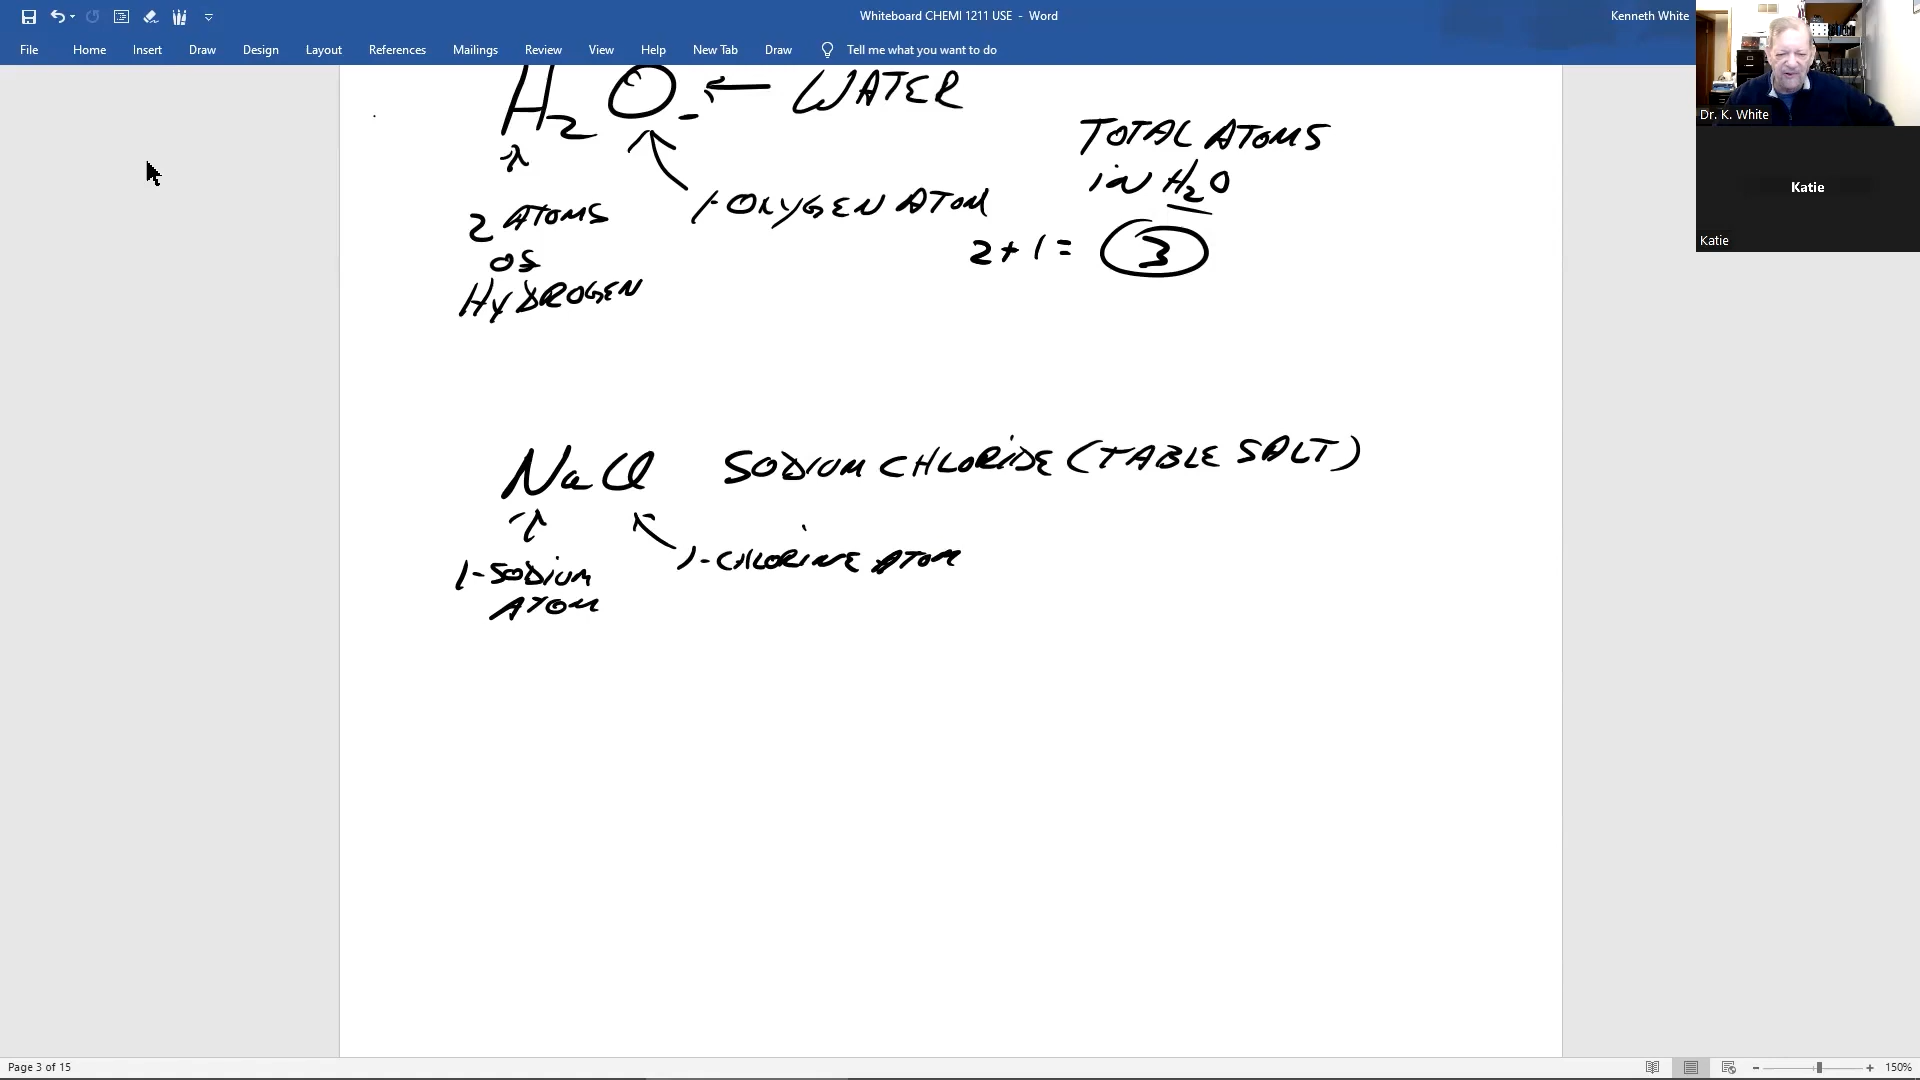 Whiteboard CHEMI 1211 USE - Word
Kenneth White
File Home Insert Draw Design Layout References Mailings Review View Help New Tab Draw Tell me what you want to do
Dr. K. White
Katie
Katie
H2O ← WATER
TOTAL ATOMS
in H2O
2 + 1 = 3
1-OXYGEN ATOM
2 ATOMS
OF
HYDROGEN
NaCl SODIUM CHLORIDE (TABLE SALT)
1-CHLORINE ATOM
1-SODIUM
ATOM
Page 3 of 15
150%